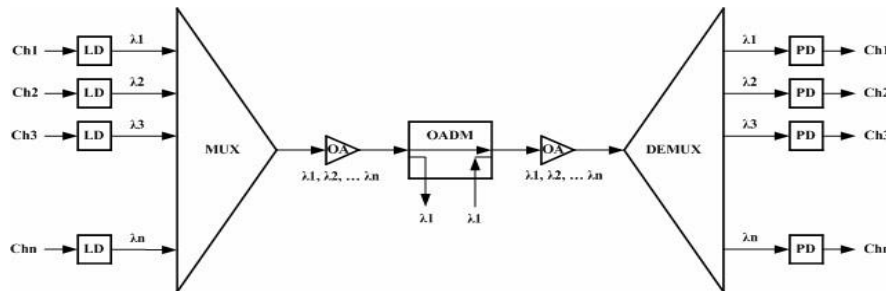 Ch1 LD λ1
Ch2 LD λ2
Ch3 LD λ3
Chn LD λn
MUX
OA
λ1, λ2, ... λn
OADM
λ1 λ1
OA
λ1, λ2, ... λn
DEMUX
λ1 PD Ch1
λ2 PD Ch2
λ3 PD Ch3
λn PD Chn